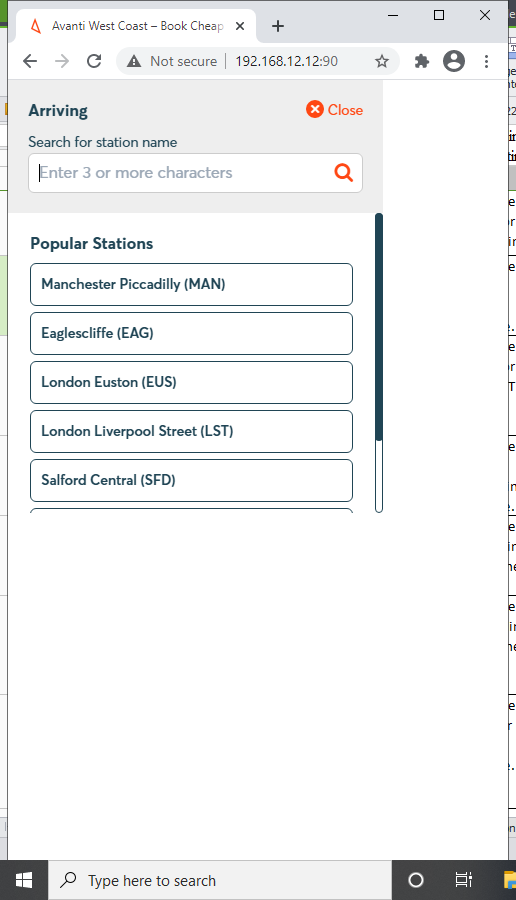 Avanti West Coast – Book Cheap
Not secure
192.168.12.12:90
Arriving
Close
Search for station name
Enter 3 or more characters
Popular Stations
Manchester Piccadilly (MAN)
Eaglescliffe (EAG)
London Euston (EUS)
London Liverpool Street (LST)
Salford Central (SFD)
Type here to search